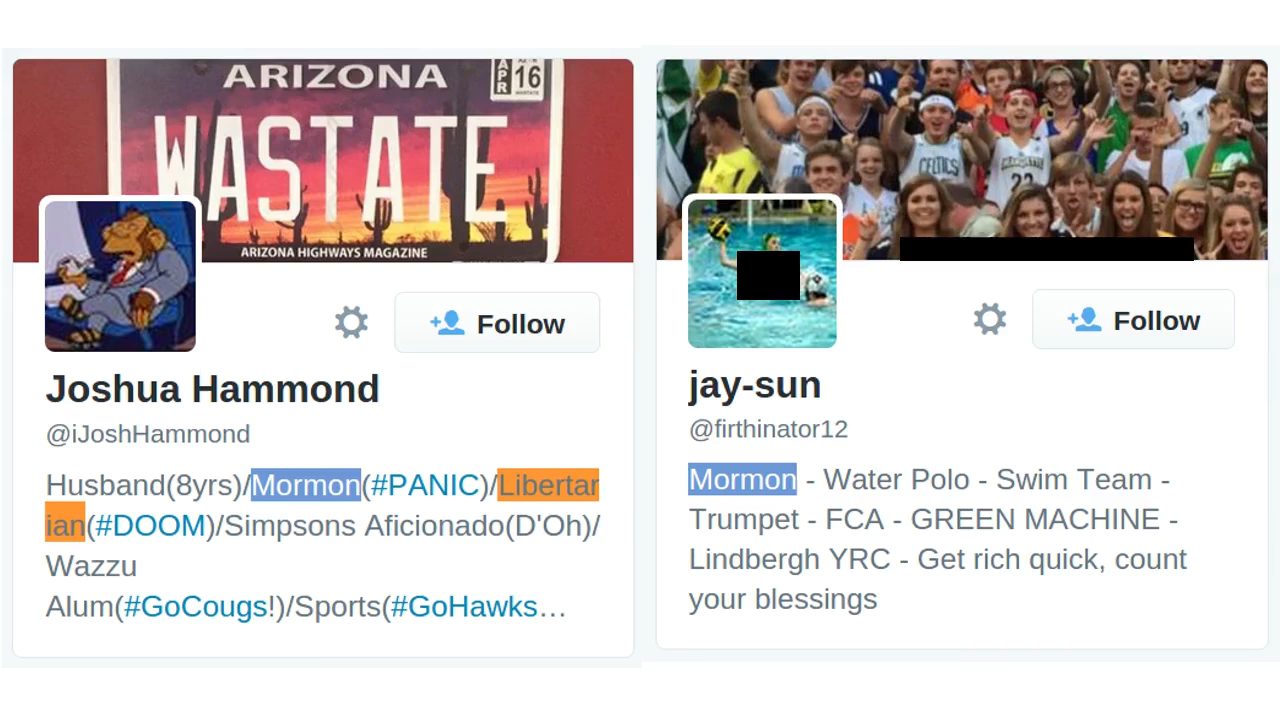 ARIZONA
APR
16
WASTATE
ARIZONA HIGHWAYS MAGAZINE
Follow
Joshua Hammond
@iJoshHammond
Husband(8yrs)/Mormon(#PANIC)/Libertar
ian(#DOOM)/Simpsons Aficionado(D'Oh)/
Wazzu
Alum(#GoCougs!)/Sports(#GoHawks…
CELTICS
22
Follow
jay-sun
@firthinator12
Mormon - Water Polo - Swim Team -
Trumpet - FCA - GREEN MACHINE -
Lindbergh YRC - Get rich quick, count
your blessings